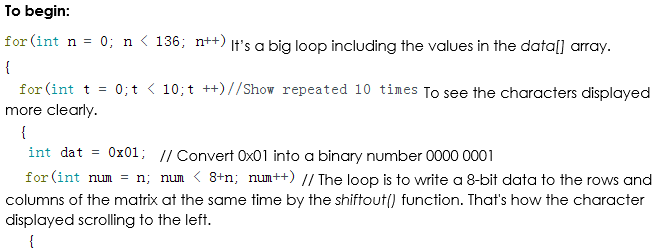 To begin:
for(int n = 0; n < 136; n++) It's a big loop including the values in the data[] array.
{
for(int t = 0;t < 10;t ++)//Show repeated 10 times To see the characters displayed
more clearly.
{
int dat = 0x01; // Convert 0x01 into a binary number 0000 0001
for(int num = n; num < 8+n; num++) // The loop is to write a 8-bit data to the rows and
columns of the matrix at the same time by the shiftout() function. That's how the character
displayed scrolling to the left.
{